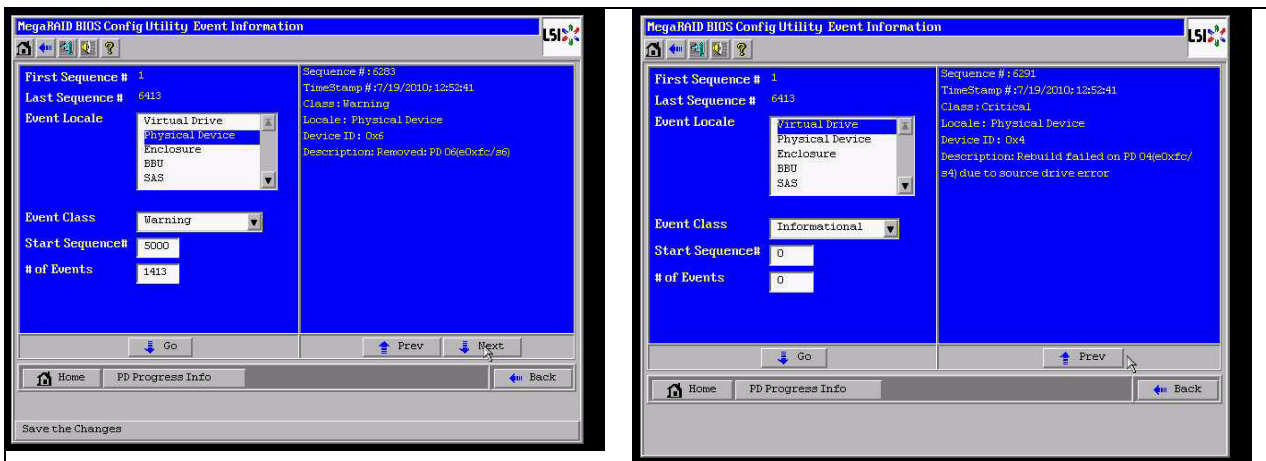 MegaRAID BIOS Config Utility Event Information
LSI
First Sequence # 1
Last Sequence # 6413
Event Locale
Virtual Drive
Physical Device
Enclosure
BBU
SAS
Event Class Warning
Start Sequence# 5000
# of Events 1413
Sequence #:6283
TimeStamp #:7/19/2010; 12:52:41
Class: Warning
Locale: Physical Device
Device ID: 0x6
Description: Removed: PD 06(e0xfc/s6)
Go
Prev
Next
Home
PD Progress Info
Back
Save the Changes
MegaRAID BIOS Config Utility Event Information
LSI
First Sequence # 1
Last Sequence # 6413
Event Locale
Virtual Drive
Physical Device
Enclosure
BBU
SAS
Event Class Informational
Start Sequence# 0
# of Events 0
Sequence #:6291
TimeStamp #:7/19/2010; 12:52:41
Class: Critical
Locale: Physical Device
Device ID: 0x4
Description: Rebuild failed on PD 04(e0xfc/
s4) due to source drive error
Go
Prev
Home
PD Progress Info
Back